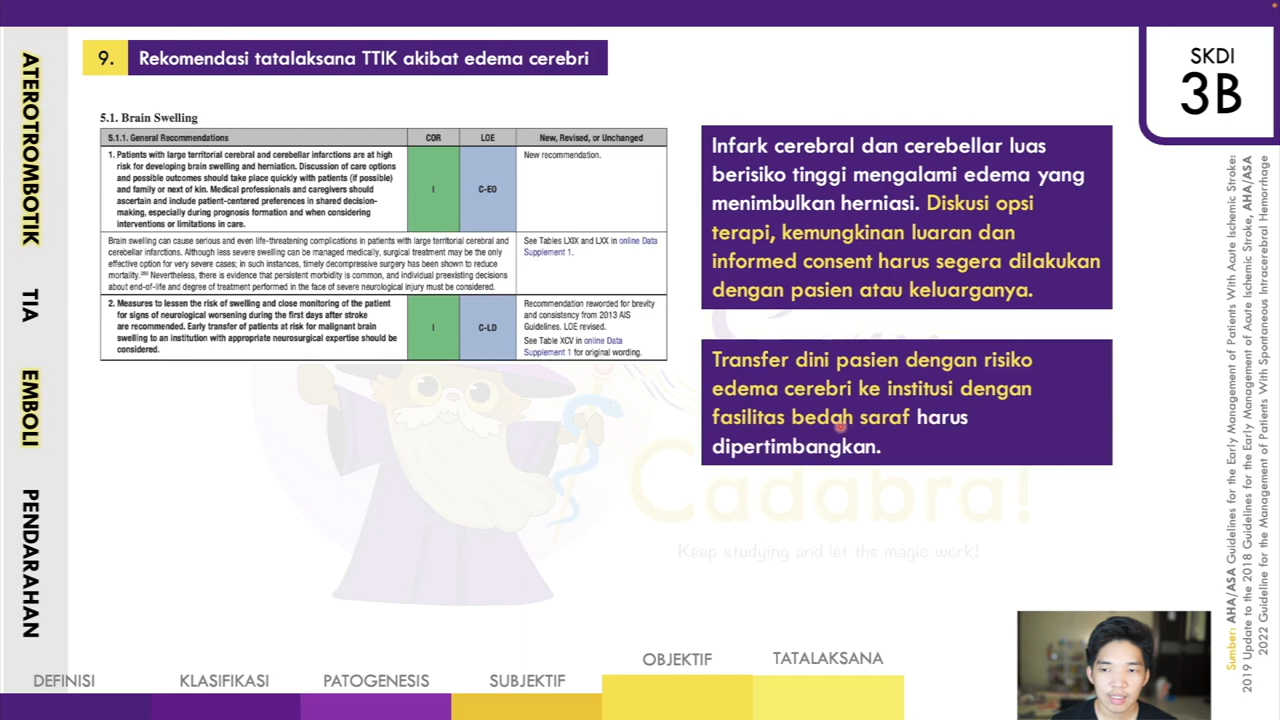 9. Rekomendasi tatalaksana TTIK akibat edema cerebri
SKDI
3B
ATEROTROMBOTIK
TIA
EMBOLI
PENDARAHAN
5.1. Brain Swelling
5.1.1. General Recommendations COR LOE New, Revised, or Unchanged
1. Patients with large territorial cerebral and cerebellar infarctions are at high
risk for developing brain swelling and herniation. Discussion of care options
and possible outcomes should take place quickly with patients (if possible)
and family or next of kin. Medical professionals and caregivers should
ascertain and include patient-centered preferences in shared decision-
making, especially during prognosis formation and when considering
interventions or limitations in care.
I
C-EO
New recommendation.
Brain swelling can cause serious and even life-threatening complications in patients with large territorial cerebral and
cerebellar infarctions. Although less severe swelling can be managed medically, surgical treatment may be the only
effective option for very severe cases; in such instances, timely decompressive surgery has been shown to reduce
mortality. Nevertheless, there is evidence that persistent morbidity is common, and individual preexisting decisions
about end-of-life and degree of treatment performed in the face of severe neurological injury must be considered.
See Tables LXIX and LXX in online Data
Supplement 1.
2. Measures to lessen the risk of swelling and close monitoring of the patient
for signs of neurological worsening during the first days after stroke
are recommended. Early transfer of patients at risk for malignant brain
swelling to an institution with appropriate neurosurgical expertise should be
considered.
I
C-LD
Recommendation reworded for brevity
and consistency from 2013 AIS
Guidelines. LOE revised.
See Table XCV in online Data
Supplement 1 for original wording.
Infark cerebral dan cerebellar luas
berisiko tinggi mengalami edema yang
menimbulkan herniasi. Diskusi opsi
terapi, kemungkinan luaran dan
informed consent harus segera dilakukan
dengan pasien atau keluarganya.
Transfer dini pasien dengan risiko
edema cerebri ke institusi dengan
fasilitas bedah saraf harus
dipertimbangkan.
Cadabra!
Keep studying and let the magic work!
Sumber: AHA/ASA Guidelines for the Early Management of Patients With Acute Ischemic Stroke:
2019 Update to the 2018 Guidelines for the Early Management of Acute Ischemic Stroke, AHA/ASA
2022 Guideline for the Management of Patients With Spontaneous Intracerebral Hemorrhage
DEFINISI
KLASIFIKASI
PATOGENESIS
SUBJEKTIF
OBJEKTIF
TATALAKSANA